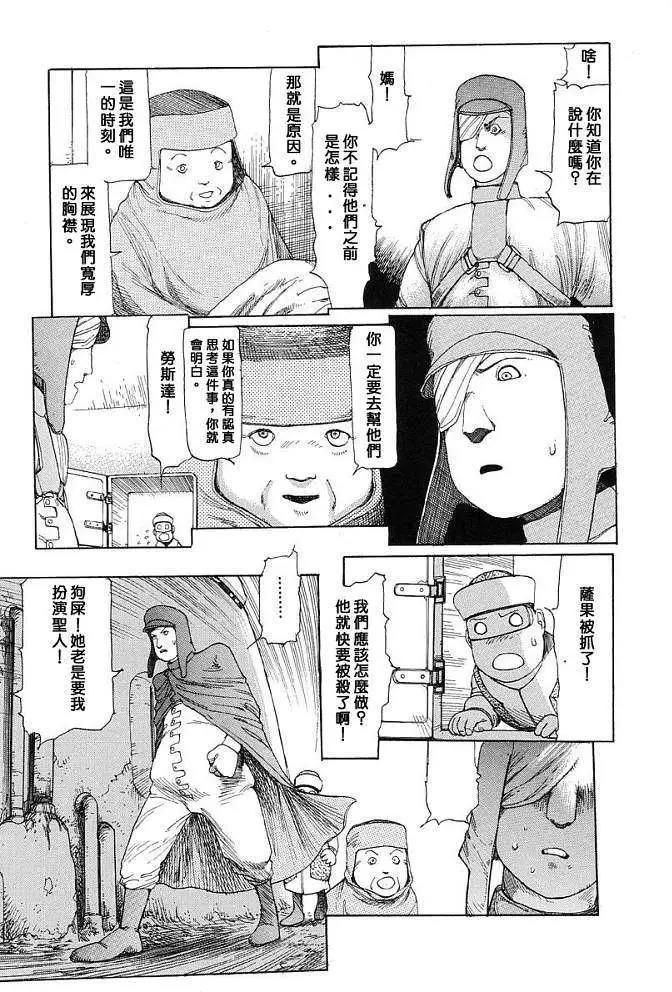 啥！
你知道你在
說什麼嗎？
媽！
你不記得他們之前
是怎樣．．．
那就是原因。
這是我們唯
一的時刻。
來展現我們寬厚
的胸襟。
你一定要去幫他們
如果你真的有認真
思考這件事，你就
會明白。
勞斯達！
薩果被抓了！
我們應該怎麼做？
他就快要被殺了啊！
………
狗屎！她老是要我
扮演聖人！